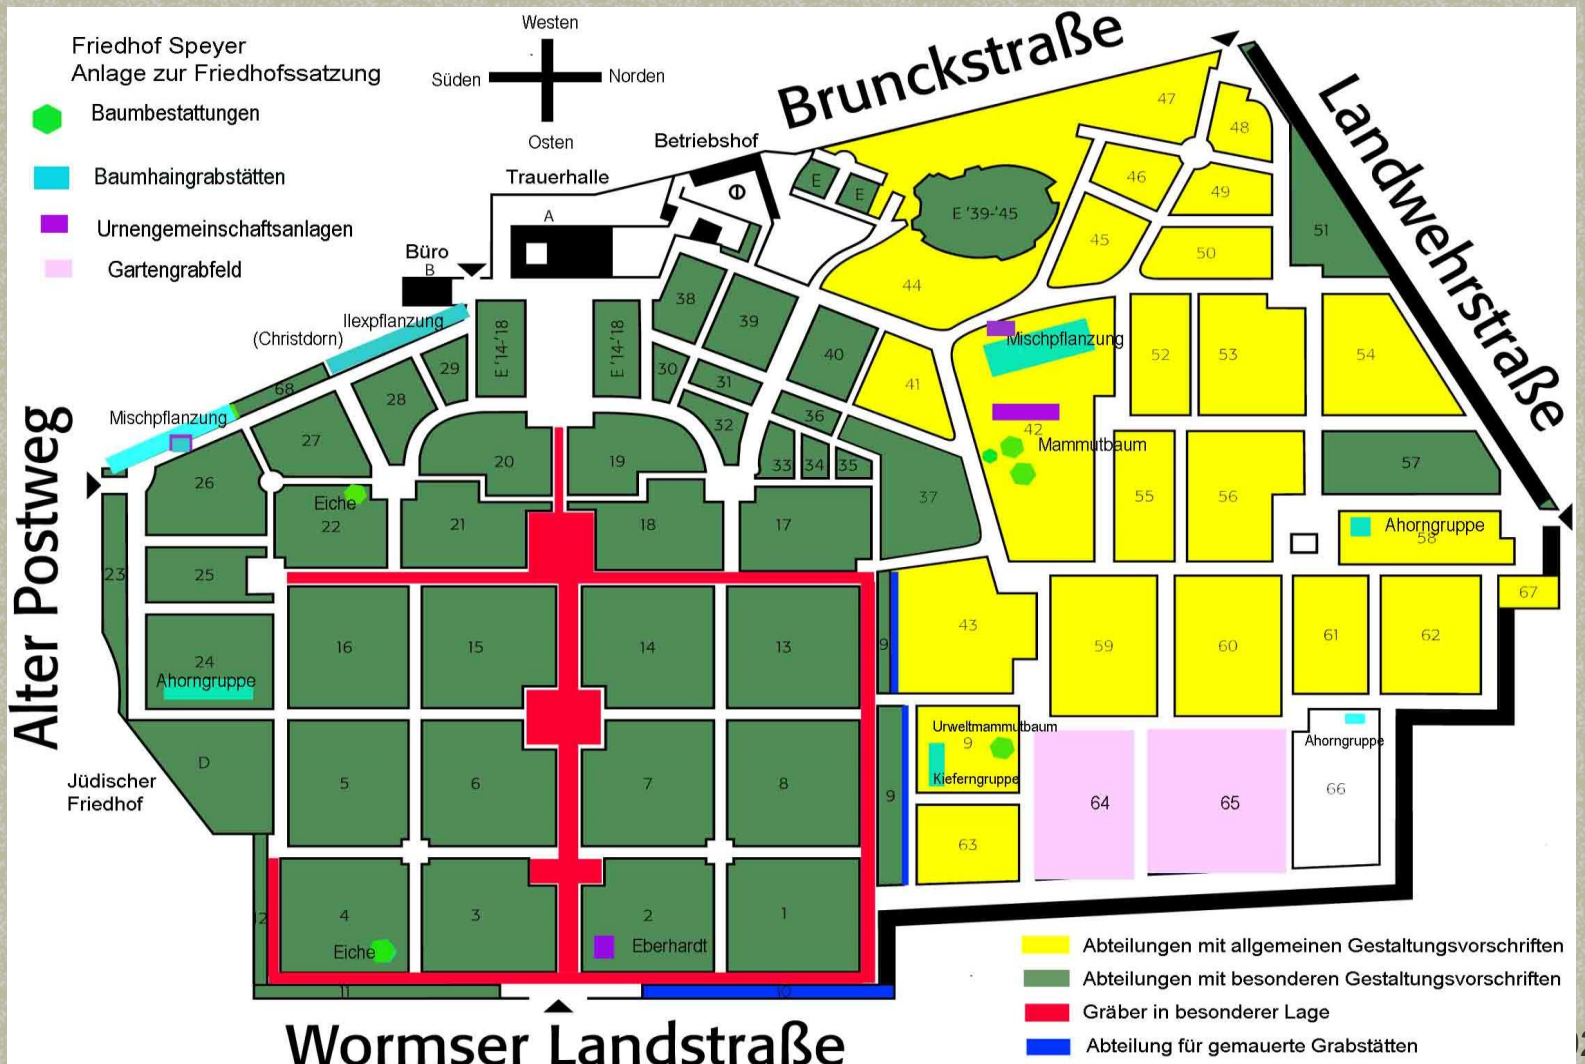 Friedhof Speyer
Anlage zur Friedhofssatzung
Baumbestattungen
Baumhaingrabstätten
Urnengemeinschaftsanlagen
Gartengrabfeld
Westen
Süden
Norden
Osten
Brunckstraße
Landwehrstraße
Alter Postweg
Wormser Landstraße
Betriebshof
Trauerhalle
A
Büro
B
Ilexpflanzung
(Christdorn)
Mischpflanzung
68
29
28
27
26
25
24
Ahorngruppe
23
D
Jüdischer
Friedhof
E '14-'18
E '14-'18
E
E
E '39-'45
47
48
46
49
45
50
51
44
38
39
40
41
30
31
32
36
33
34
35
37
Mischpflanzung
42
Mammutbaum
52
53
54
55
56
57
Ahorngruppe
58
20
19
Eiche
22
21
18
17
16
15
14
13
9
43
59
60
61
62
67
5
6
7
8
9
Urweltmammutbaum
9
Kieferngruppe
63
64
65
Ahorngruppe
66
12
4
Eiche
3
2
Eberhardt
1
11
10
Abteilungen mit allgemeinen Gestaltungsvorschriften
Abteilungen mit besonderen Gestaltungsvorschriften
Gräber in besonderer Lage
Abteilung für gemauerte Grabstätten